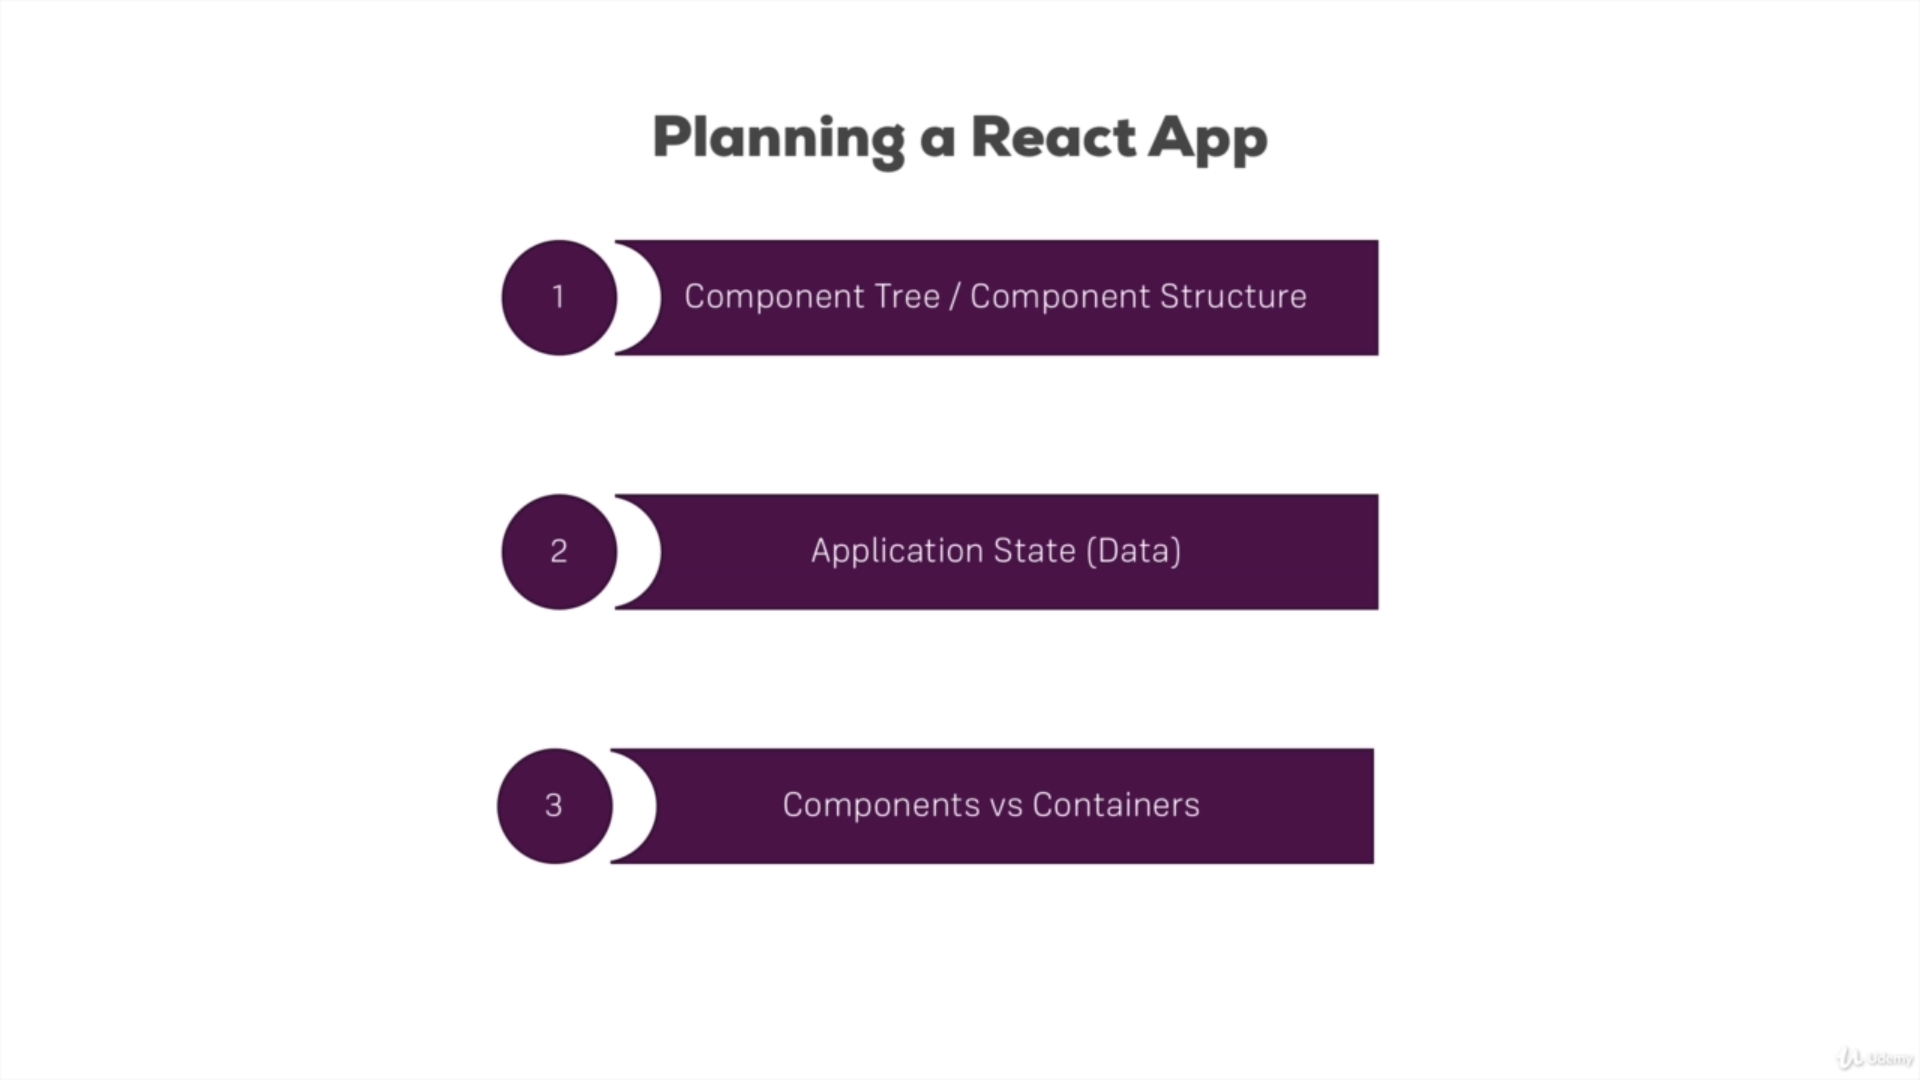 Planning a React App
1
Component Tree / Component Structure
2
Application State (Data)
3
Components vs Containers
Udemy